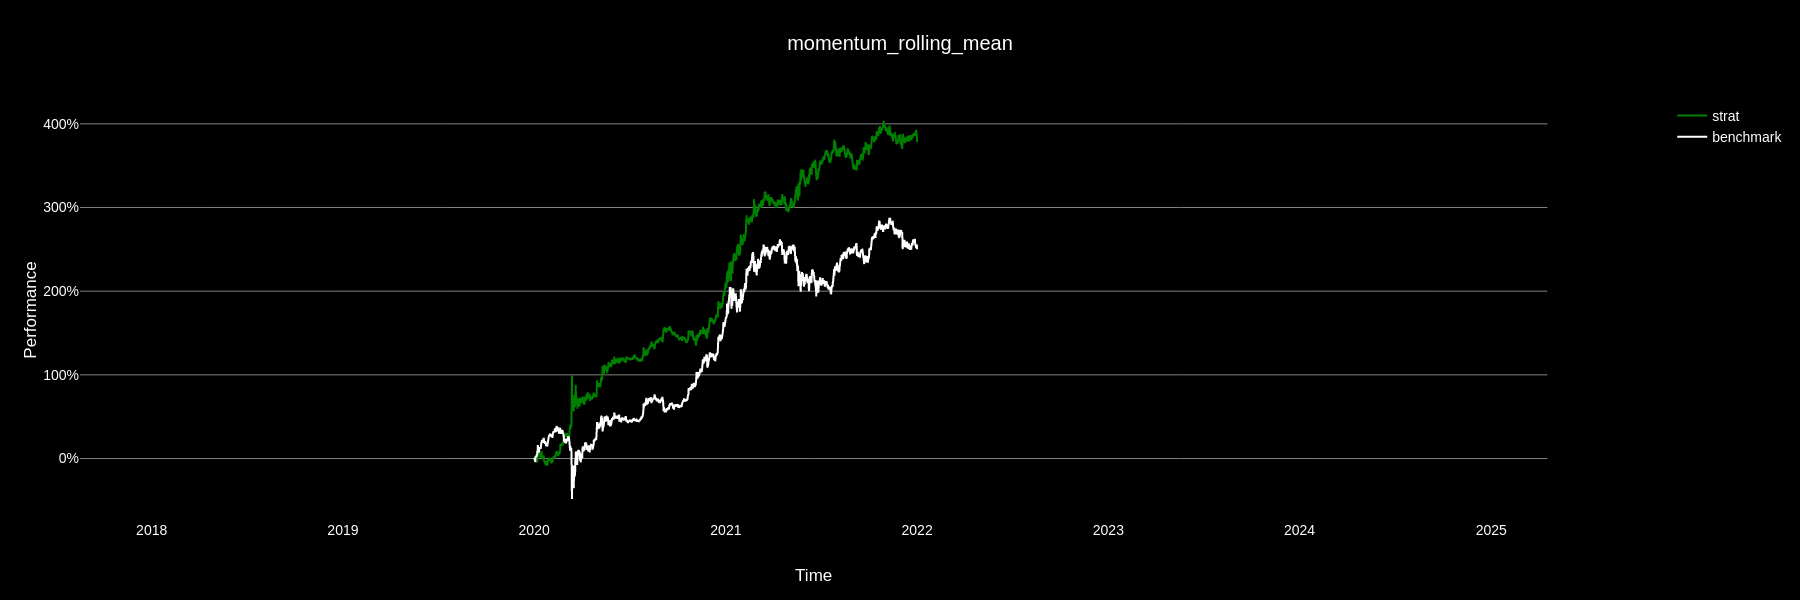 momentum_rolling_mean
400%
300%
200%
100%
0%
Performance
2018 2019 2020 2021 2022 2023 2024 2025
Time
strat
benchmark